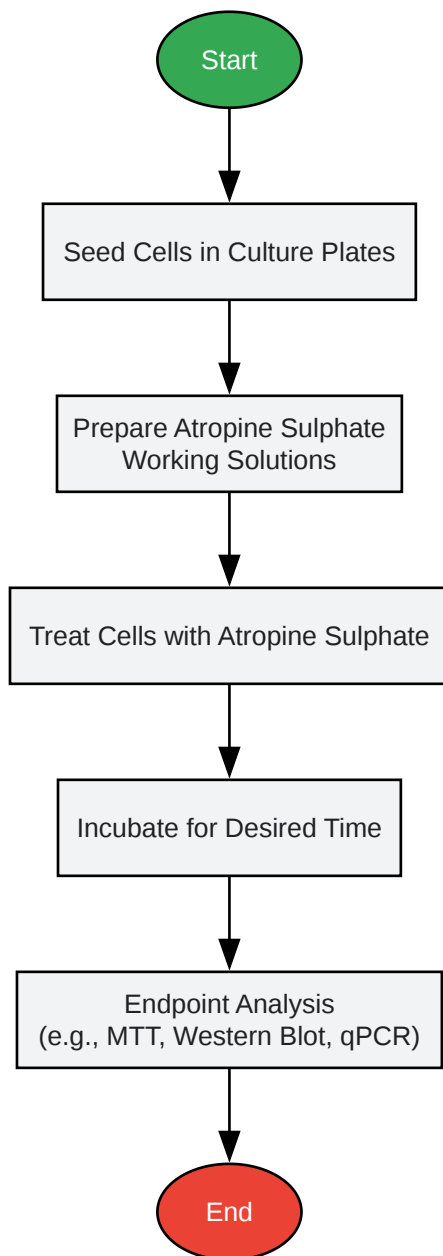 Start
Seed Cells in Culture Plates
Prepare Atropine Sulphate
Working Solutions
Treat Cells with Atropine Sulphate
Incubate for Desired Time
Endpoint Analysis
(e.g., MTT, Western Blot, qPCR)
End